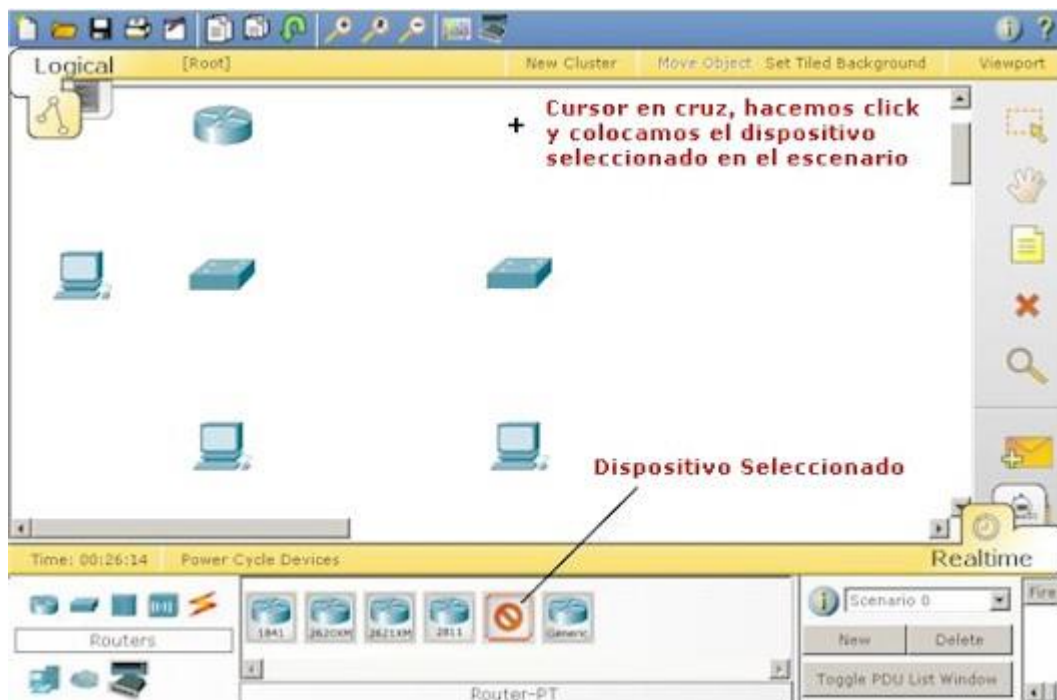 Logical
[Root]
New Cluster
Move Object
Set Tiled Background
Viewport
Cursor en cruz, hacemos click
y colocamos el dispositivo
seleccionado en el escenario
Dispositivo Seleccionado
Time: 00:26:14
Power Cycle Devices
Realtime
Routers
1841
2620XM
2621XM
2811
Generic
Router-PT
Scenario 0
New
Delete
Toggle PDU List Window
Fire